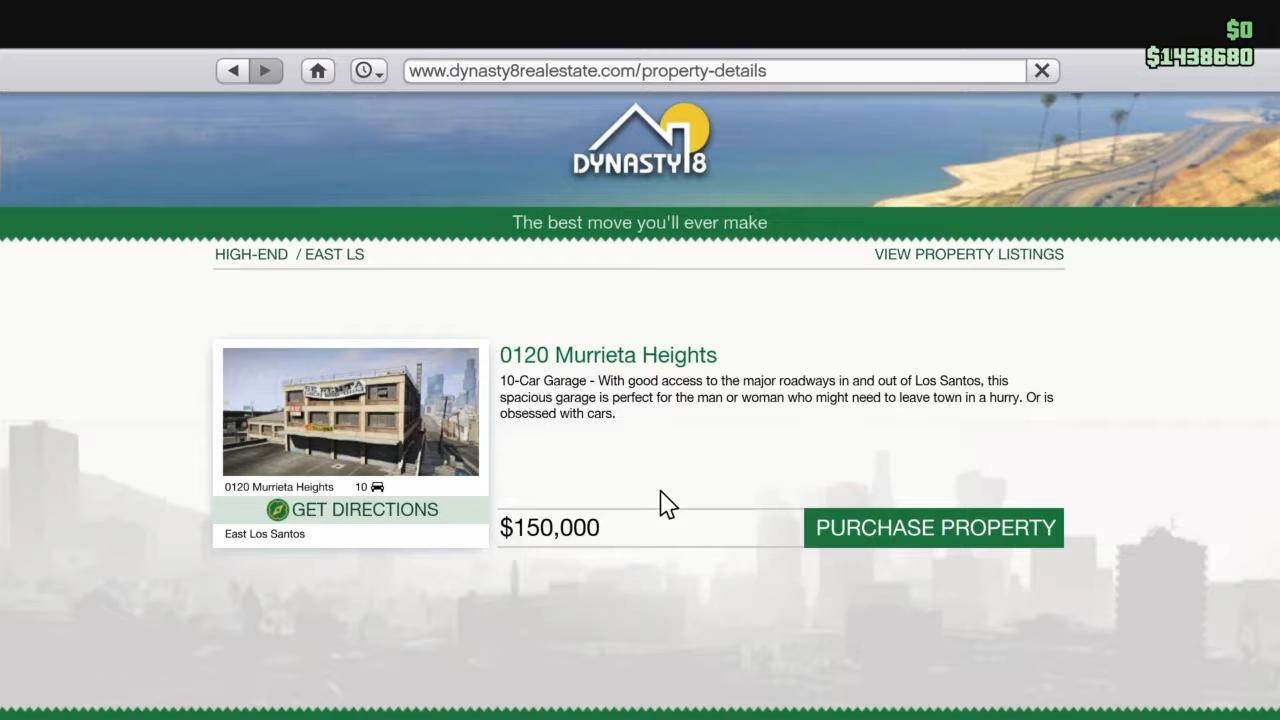 $0
$1438680
www.dynasty8realestate.com/property-details
DYNASTY 8
The best move you'll ever make
HIGH-END / EAST LS
VIEW PROPERTY LISTINGS
0120 Murrieta Heights
10-Car Garage - With good access to the major roadways in and out of Los Santos, this
spacious garage is perfect for the man or woman who might need to leave town in a hurry. Or is
obsessed with cars.
0120 Murrieta Heights 10
GET DIRECTIONS
East Los Santos
$150,000
PURCHASE PROPERTY